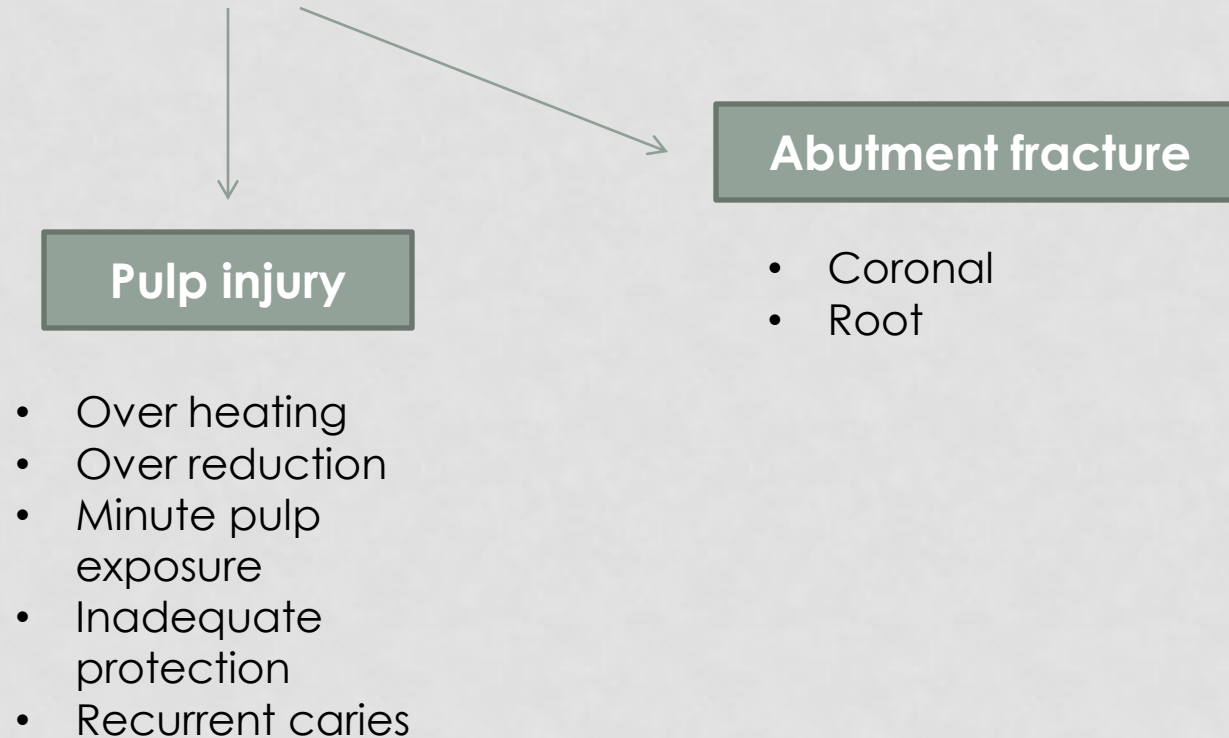 Abutment fracture
• Coronal
• Root
Pulp injury
• Over heating
• Over reduction
• Minute pulp
exposure
• Inadequate
protection
• Recurrent caries